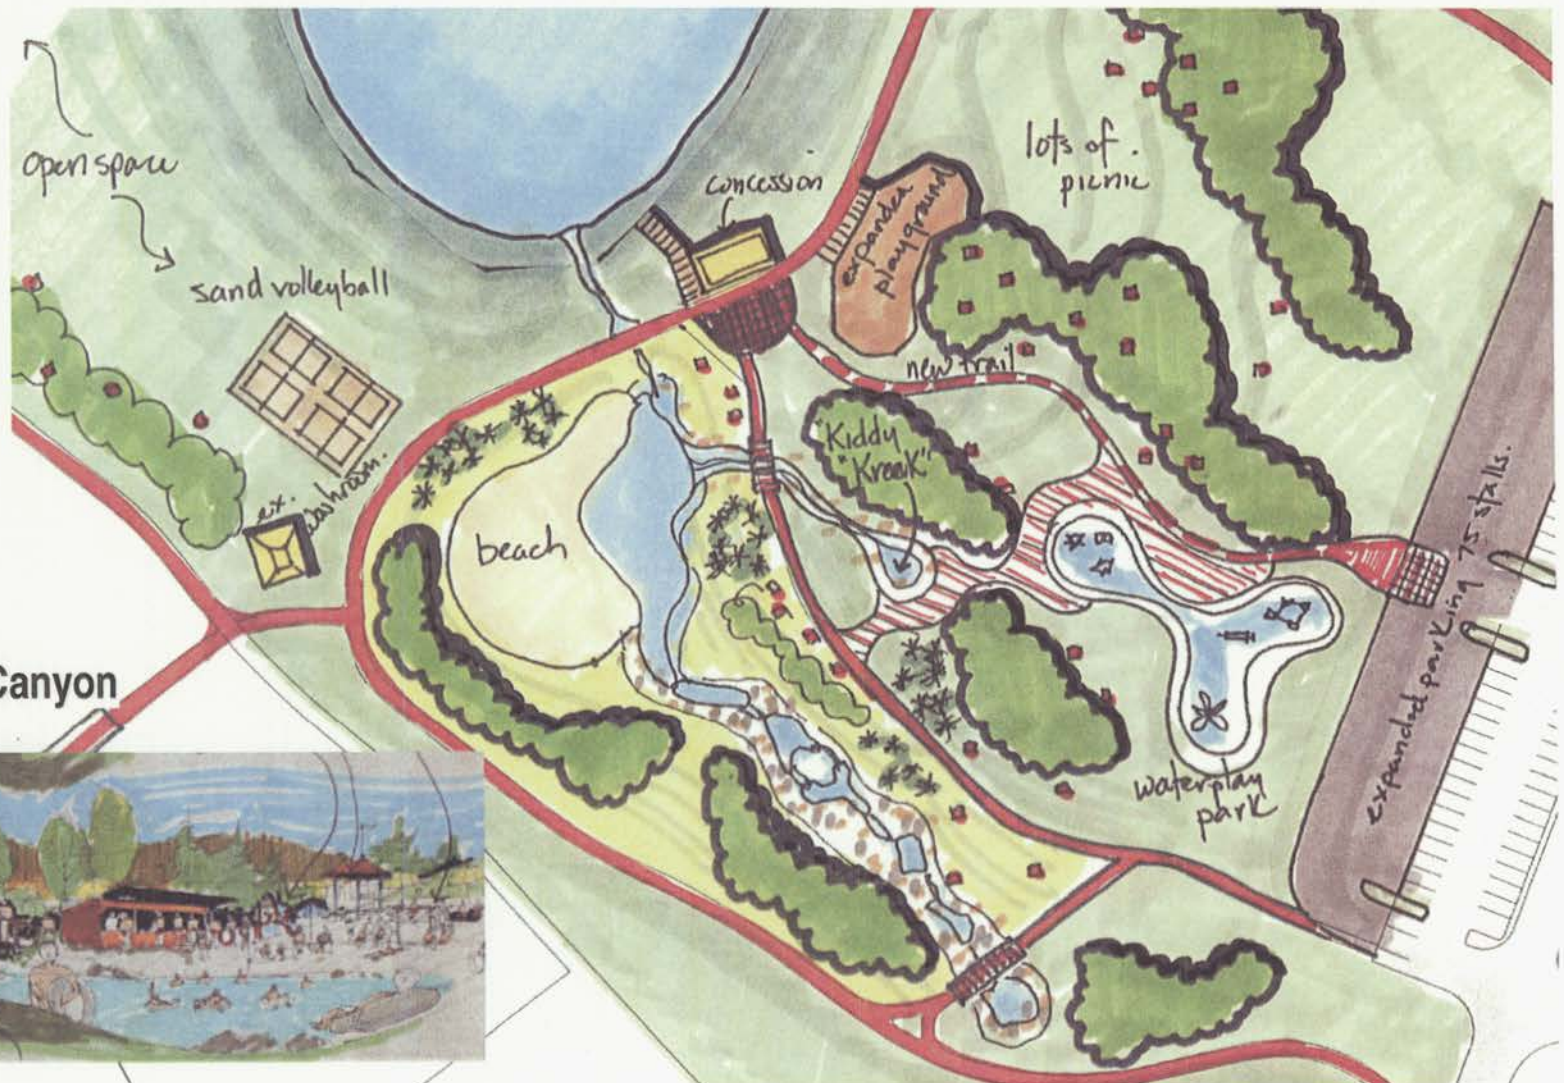 open space
concession
lots of.
picnic
expanded
playground
sand volleyball
new trail
Kiddy
"Kreek"
ex.
washroom.
beach
Canyon
waterplay
park
expanded parking 75 stalls.